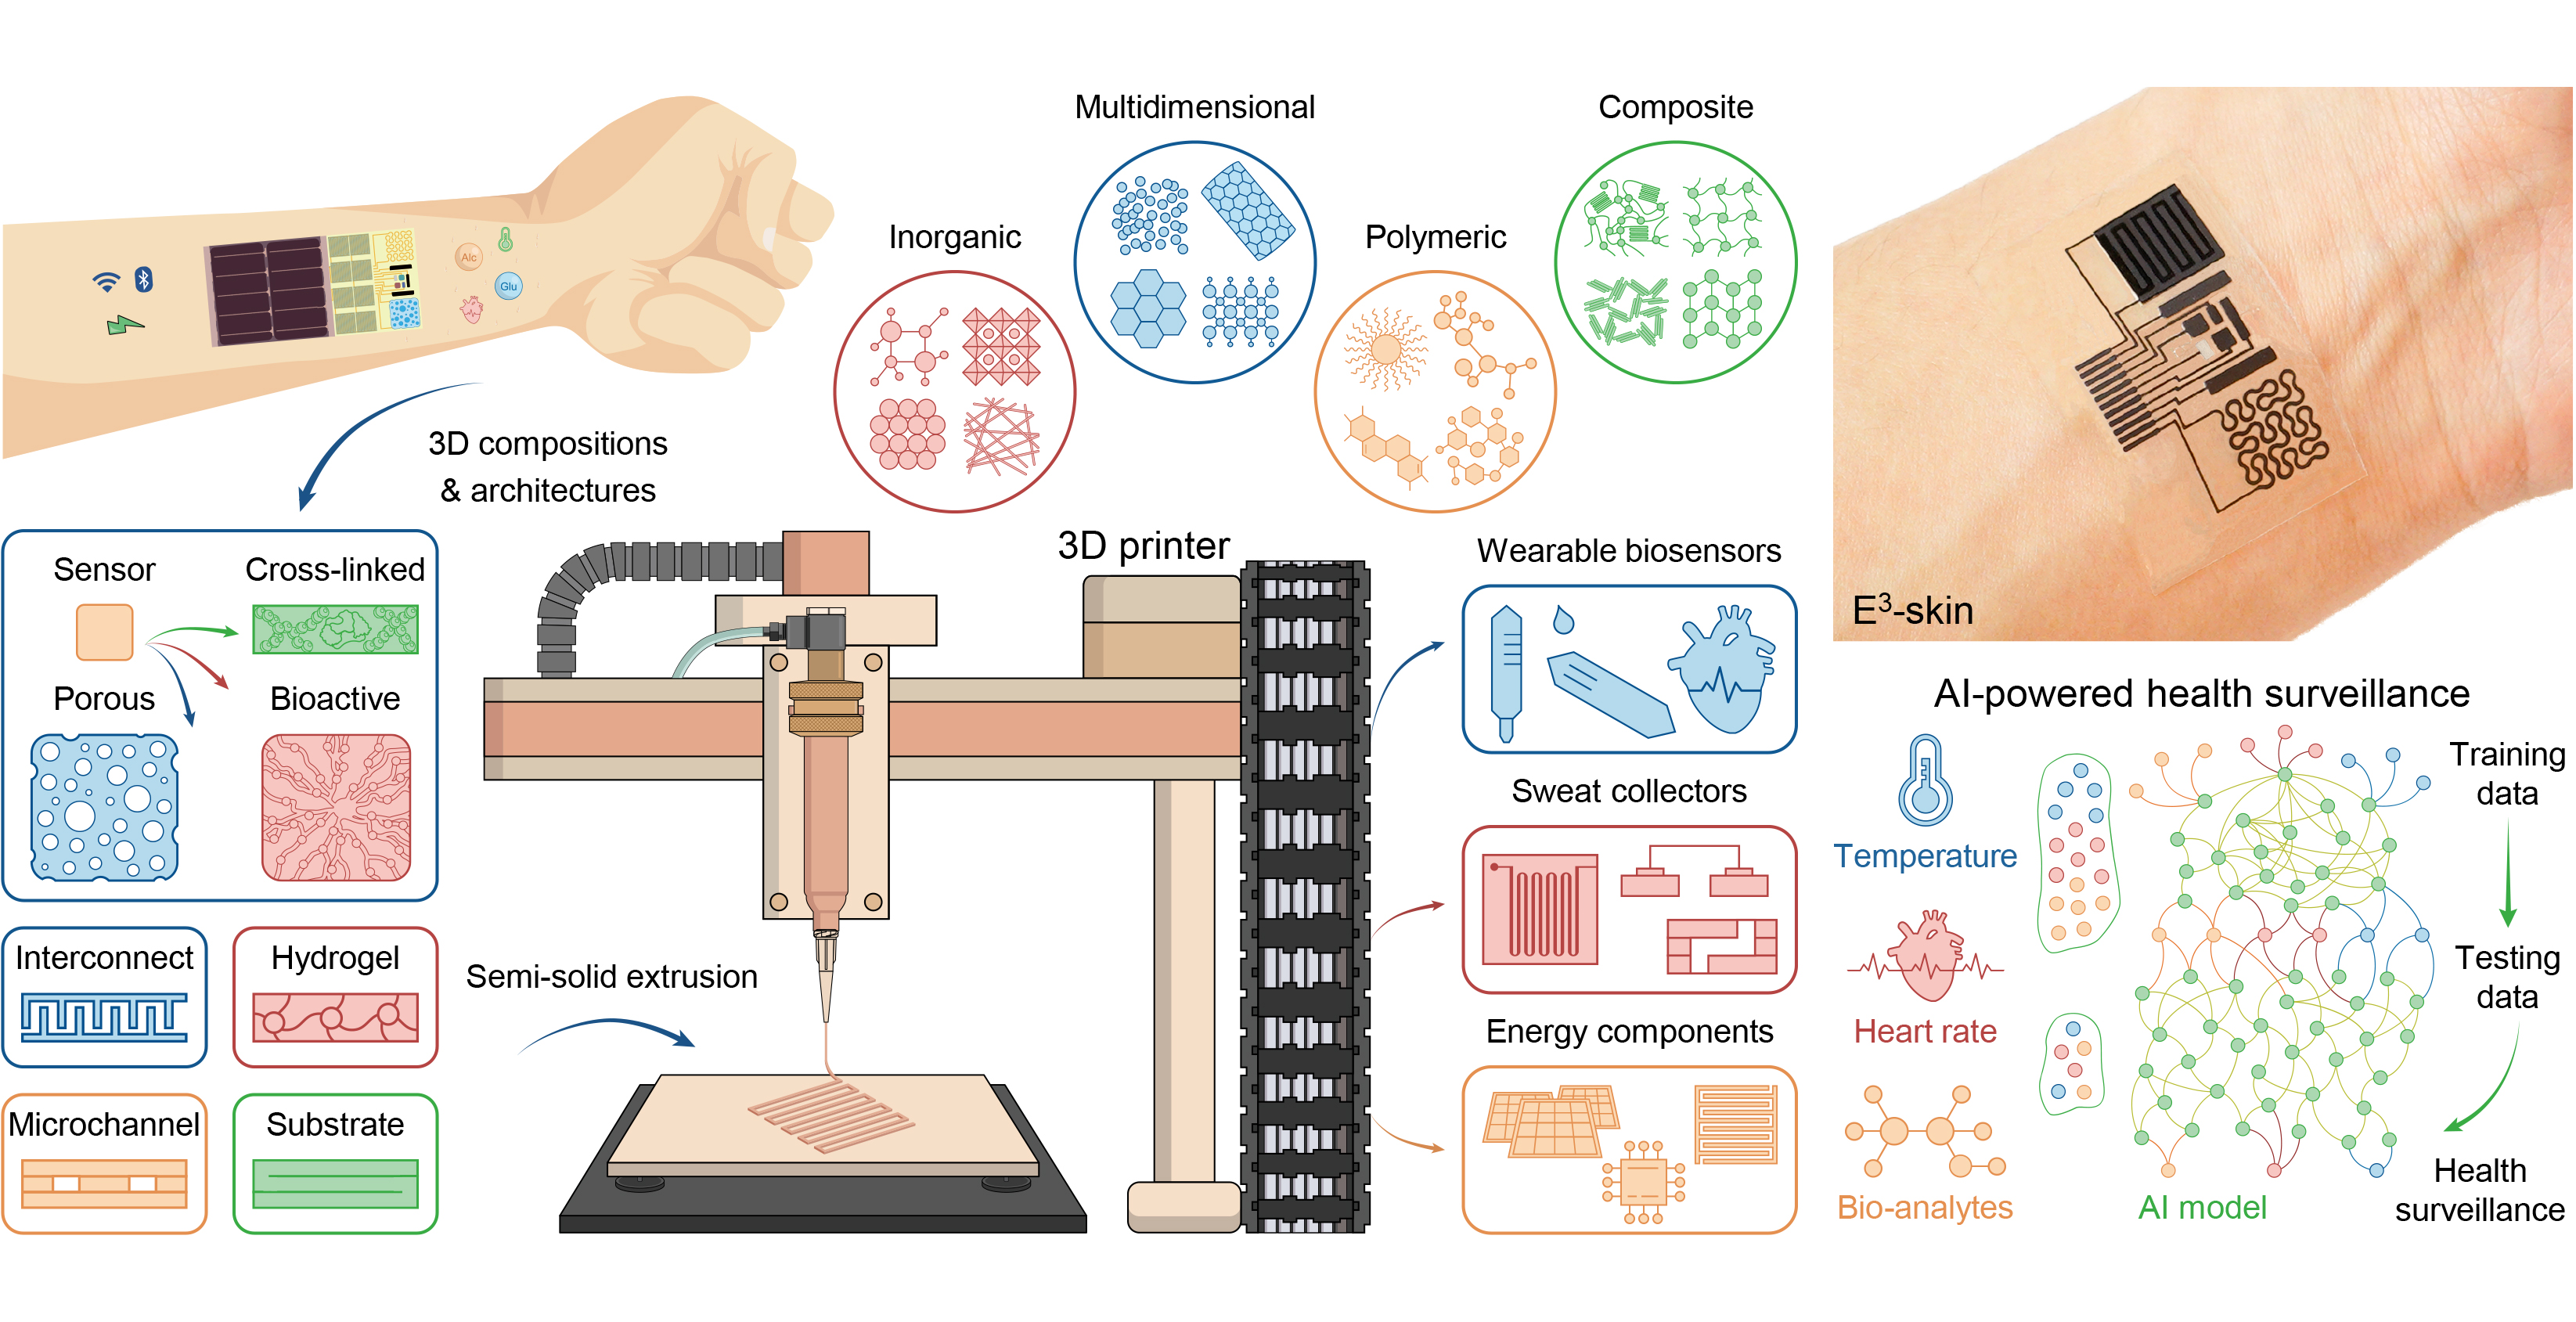 Multidimensional
Composite
Inorganic
Polymeric
Alc
Glu
3D compositions
& architectures
Sensor
Cross-linked
Porous
Bioactive
Interconnect
Hydrogel
Microchannel
Substrate
3D printer
Semi-solid extrusion
Wearable biosensors
Sweat collectors
Energy components
E³-skin
AI-powered health surveillance
Temperature
Heart rate
Bio-analytes
AI model
Training
data
Testing
data
Health
surveillance